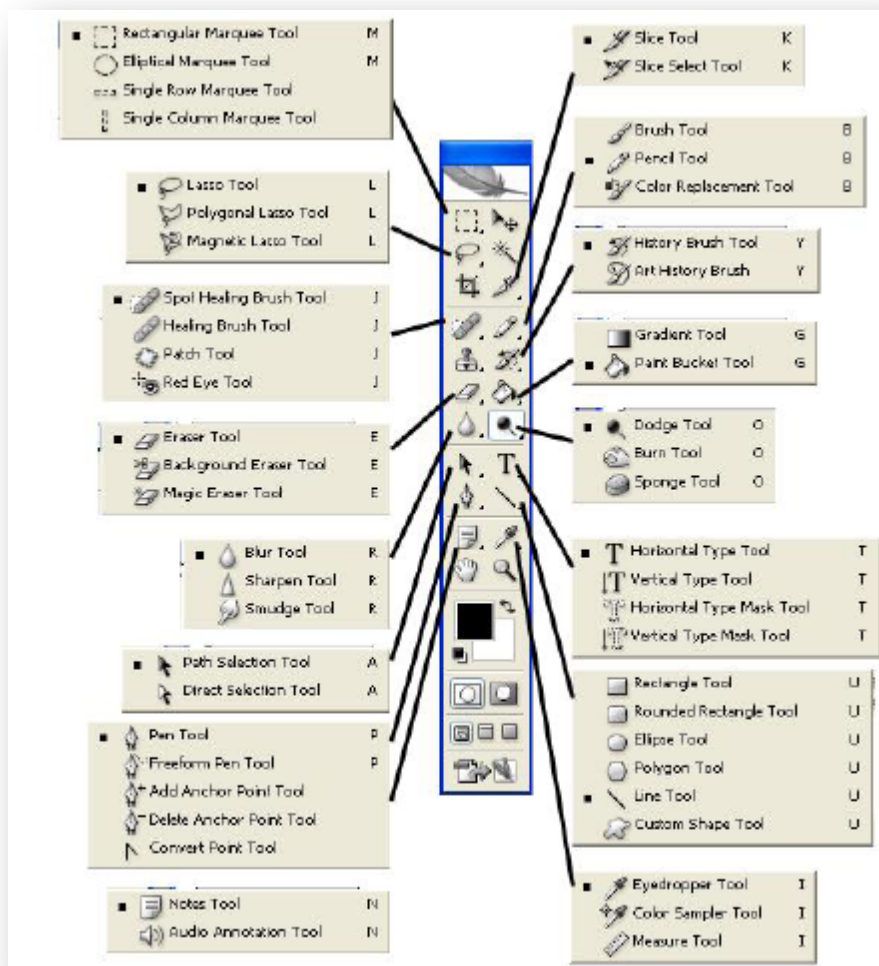 Rectangular Marquee Tool M
Elliptical Marquee Tool M
Single Row Marquee Tool
Single Column Marquee Tool
Lasso Tool L
Polygonal Lasso Tool L
Magnetic Lasso Tool L
Spot Healing Brush Tool J
Healing Brush Tool J
Patch Tool J
Red Eye Tool J
Eraser Tool E
Background Eraser Tool E
Magic Eraser Tool E
Blur Tool R
Sharpen Tool R
Smudge Tool R
Path Selection Tool A
Direct Selection Tool A
Pen Tool P
Freeform Pen Tool P
Add Anchor Point Tool
Delete Anchor Point Tool
Convert Point Tool
Notes Tool N
Audio Annotation Tool N
Slice Tool K
Slice Select Tool K
Brush Tool B
Pencil Tool B
Color Replacement Tool B
History Brush Tool Y
Art History Brush Y
Gradient Tool G
Paint Bucket Tool G
Dodge Tool O
Burn Tool O
Sponge Tool O
T Horizontal Type Tool T
T Vertical Type Tool T
Horizontal Type Mask Tool T
Vertical Type Mask Tool T
Rectangle Tool U
Rounded Rectangle Tool U
Ellipse Tool U
Polygon Tool U
Line Tool U
Custom Shape Tool U
Eyedropper Tool I
Color Sampler Tool I
Measure Tool I
T